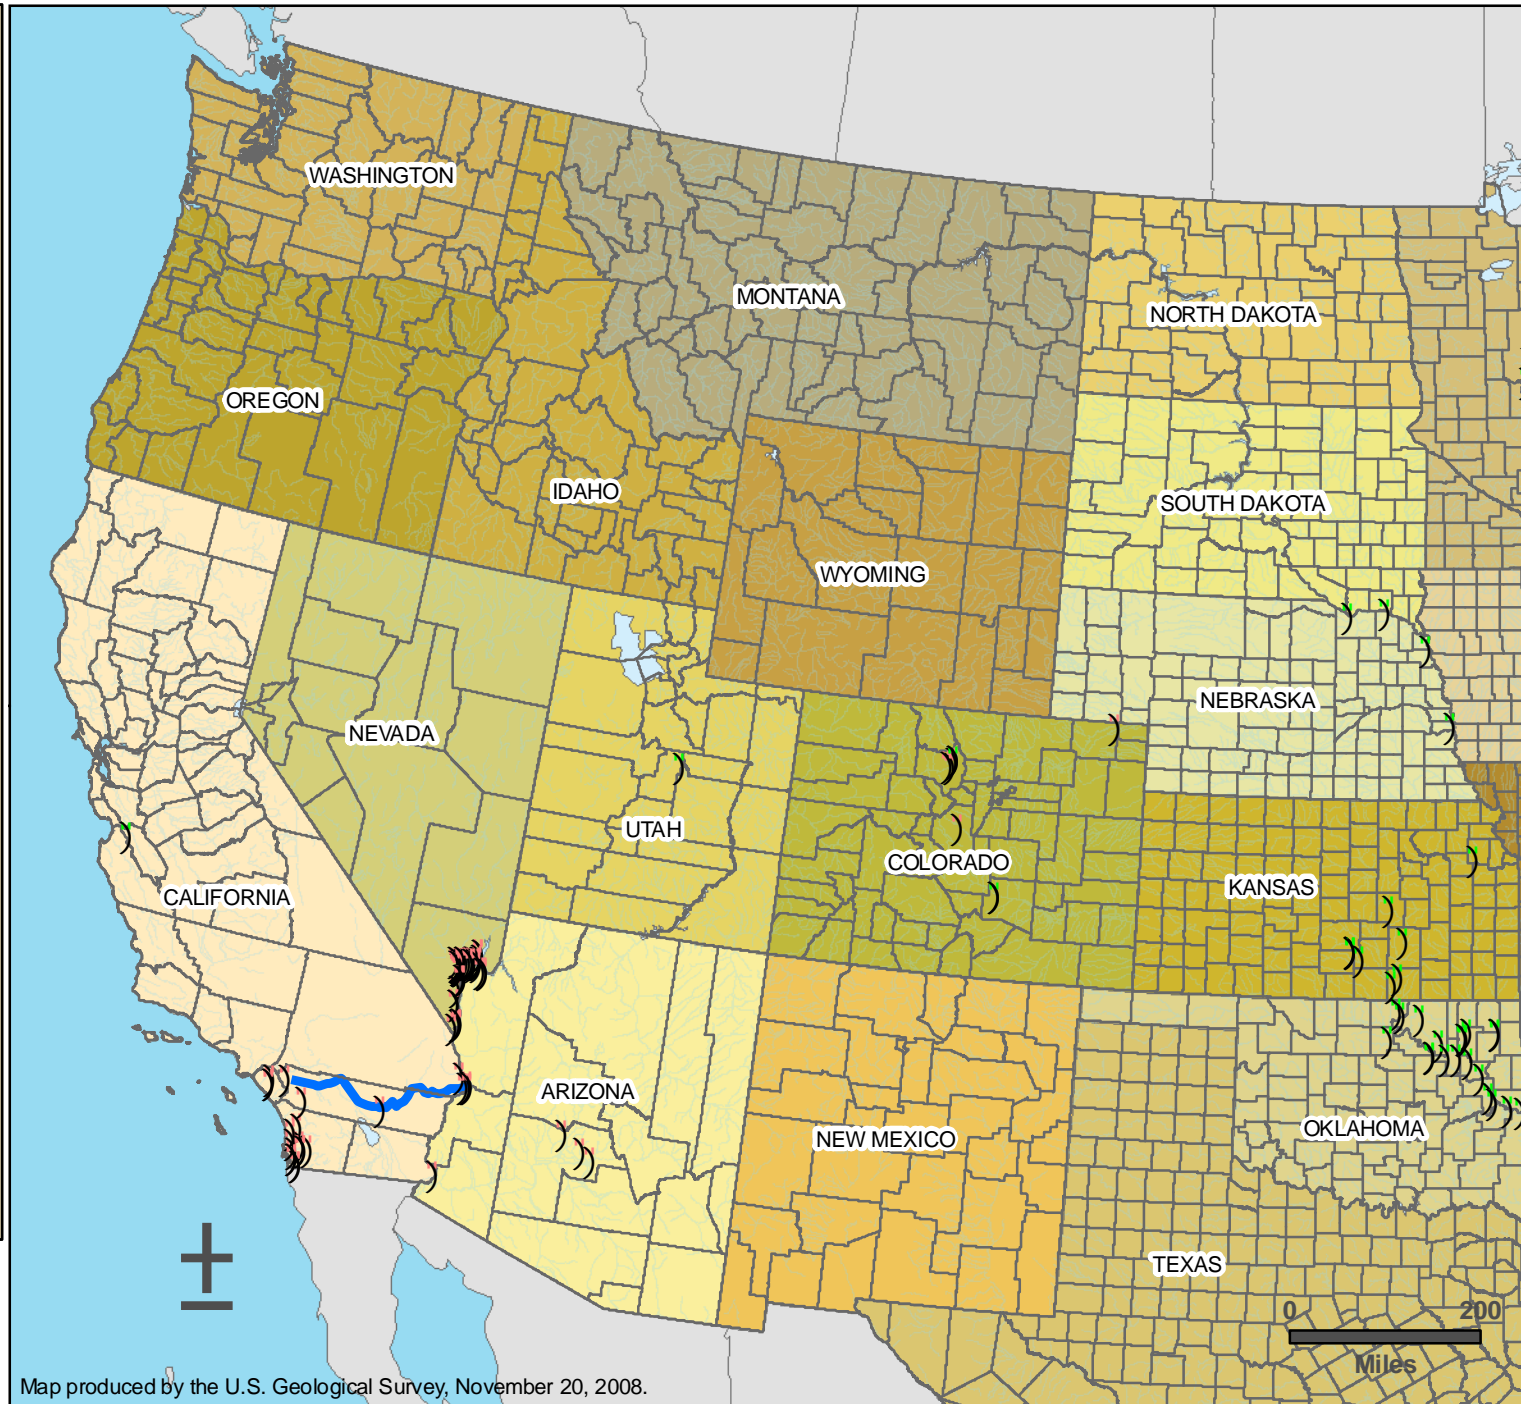 WASHINGTON
MONTANA
NORTH DAKOTA
OREGON
IDAHO
SOUTH DAKOTA
WYOMING
NEBRASKA
NEVADA
UTAH
COLORADO
KANSAS
CALIFORNIA
ARIZONA
NEW MEXICO
OKLAHOMA
TEXAS
0 200
Miles
Map produced by the U.S. Geological Survey, November 20, 2008.